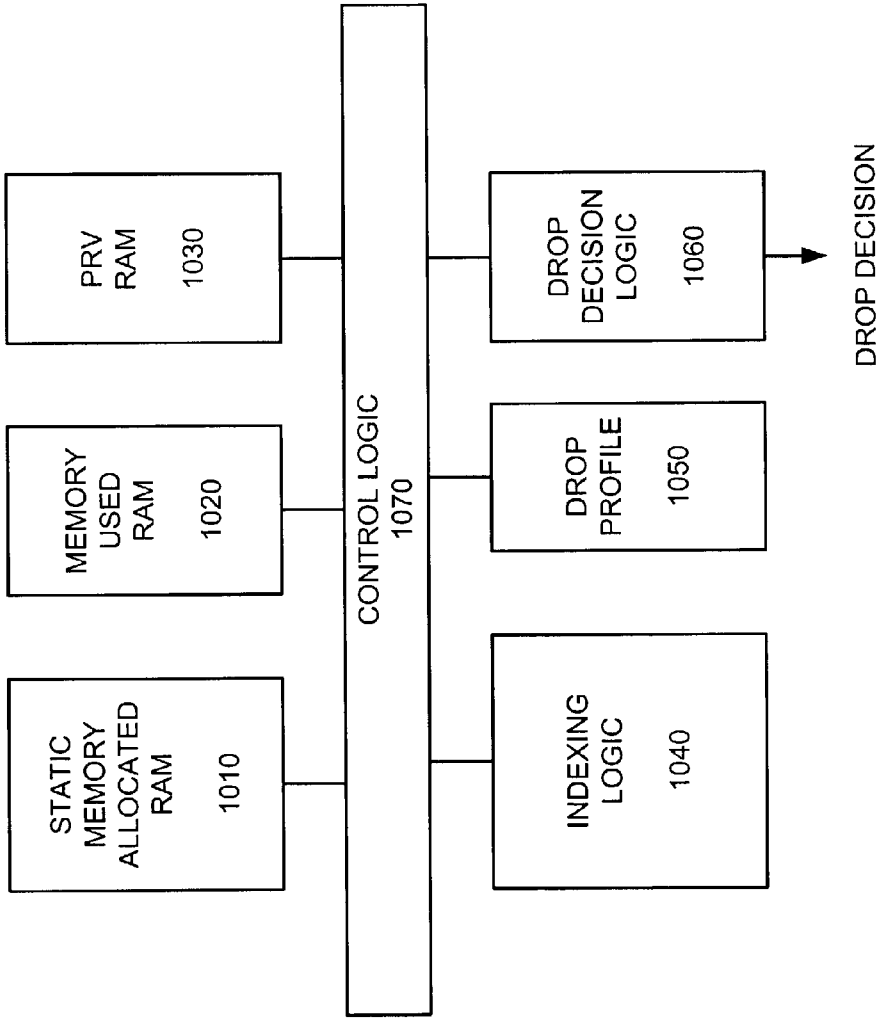 STATIC
MEMORY
ALLOCATED
RAM
1010
MEMORY
USED
RAM
1020
PRV
RAM
1030
CONTROL LOGIC
1070
INDEXING
LOGIC
1040
DROP
PROFILE
1050
DROP
DECISION
LOGIC
1060
DROP DECISION